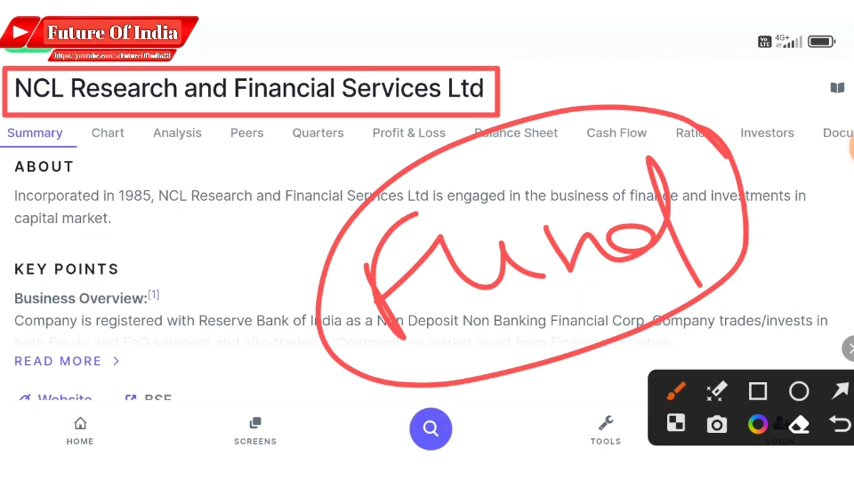 Future Of India
4G+
VO
LTE
NCL Research and Financial Services Ltd
Summary Chart Analysis Peers Quarters Profit & Loss Balance Sheet Cash Flow Investors
ABOUT
Incorporated in 1985, NCL Research and Financial Services Ltd is engaged in the business of finance and investments in
capital market.
Fund
KEY POINTS
Business Overview:[1]
Company is registered with Reserve Bank of India as a Non Deposit Non Banking Financial Corp. Company trades/invests in
both Equity and FnO segment and also trades in Commodities market apart from Financial
READ MORE >
Website BSE
HOME SCREENS TOOLS